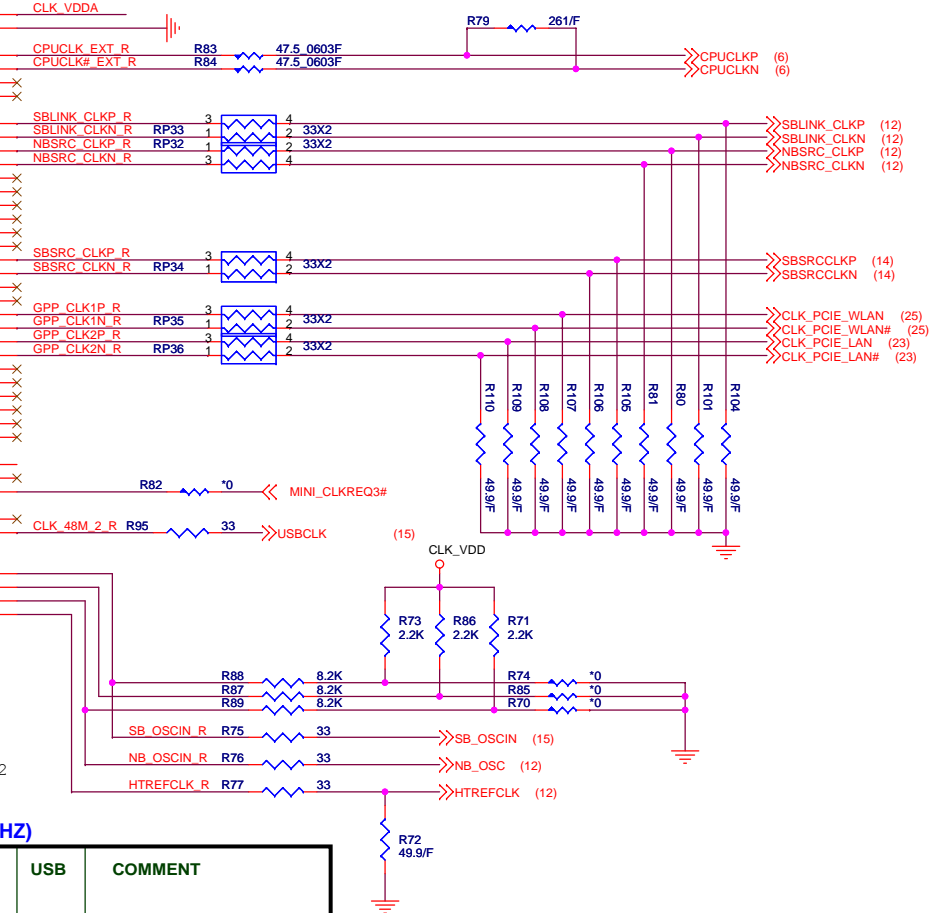 CLK_VDDA
R79 261/F
CPUCLK_EXT_R R83 47.5_0603F CPUCLKP (6)
CPUCLK#_EXT_R R84 47.5_0603F CPUCLKN (6)
SBLINK_CLKP_R 3 4 SBLINK_CLKP (12)
SBLINK_CLKN_R RP33 1 2 33X2 SBLINK_CLKN (12)
NBSRC_CLKP_R RP32 1 2 33X2 NBSRC_CLKP (12)
NBSRC_CLKN_R 3 4 NBSRC_CLKN (12)
SBSRC_CLKP_R 3 4 SBSRCCLKP (14)
SBSRC_CLKN_R RP34 1 2 33X2 SBSRCCLKN (14)
GPP_CLK1P_R 3 4 CLK_PCIE_WLAN (25)
GPP_CLK1N_R RP35 1 2 33X2 CLK_PCIE_WLAN# (25)
GPP_CLK2P_R 3 4 CLK_PCIE_LAN (23)
GPP_CLK2N_R RP36 1 2 33X2 CLK_PCIE_LAN# (23)
R110 R109 R108 R107 R106 R105 R81 R80 R101 R104
49.9/F 49.9/F 49.9/F 49.9/F 49.9/F 49.9/F 49.9/F 49.9/F 49.9/F 49.9/F
R82 *0 MINI_CLKREQ3#
CLK_48M_2_R R95 33 USBCLK (15)
CLK_VDD
R73 R86 R71
2.2K 2.2K 2.2K
R88 8.2K R74 *0
R87 8.2K R85 *0
R89 8.2K R70 *0
SB_OSCIN_R R75 33 SB_OSCIN (15)
NB_OSCIN_R R76 33 NB_OSC (12)
2
HTREFCLK_R R77 33 HTREFCLK (12)
HZ)
R72
49.9/F
USB COMMENT